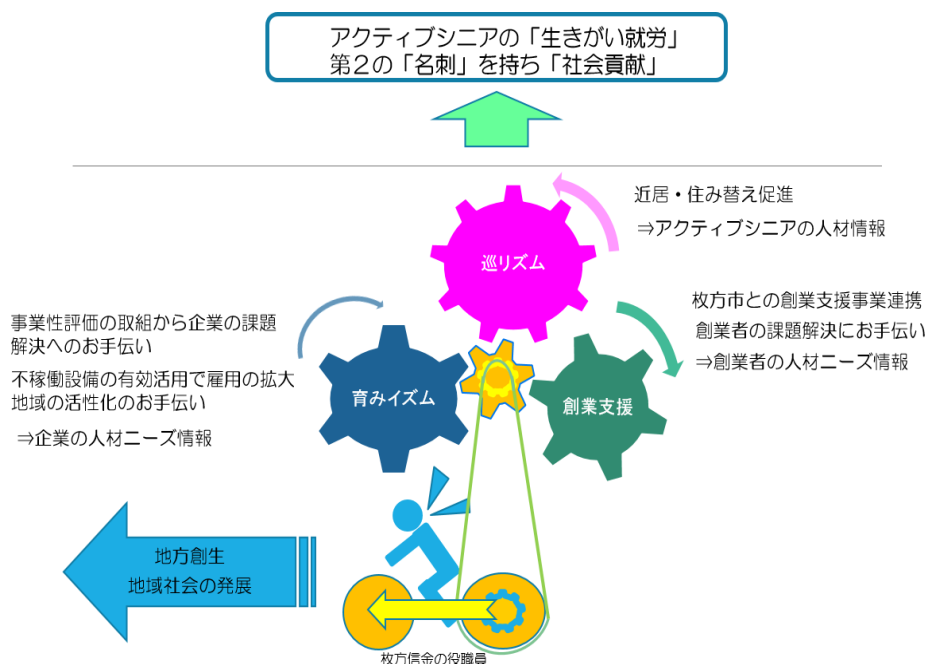 アクティブシニアの「生きがい就労」
第２の「名刺」を持ち「社会貢献」
近居・住み替え促進
⇒アクティブシニアの人材情報
巡リズム
枚方市との創業支援事業連携
創業者の課題解決にお手伝い
⇒創業者の人材ニーズ情報
事業性評価の取組から企業の課題
解決へのお手伝い
不稼働設備の有効活用で雇用の拡大
地域の活性化のお手伝い
⇒企業の人材ニーズ情報
育みイズム
創業支援
地方創生
地域社会の発展
枚方信金の役職員